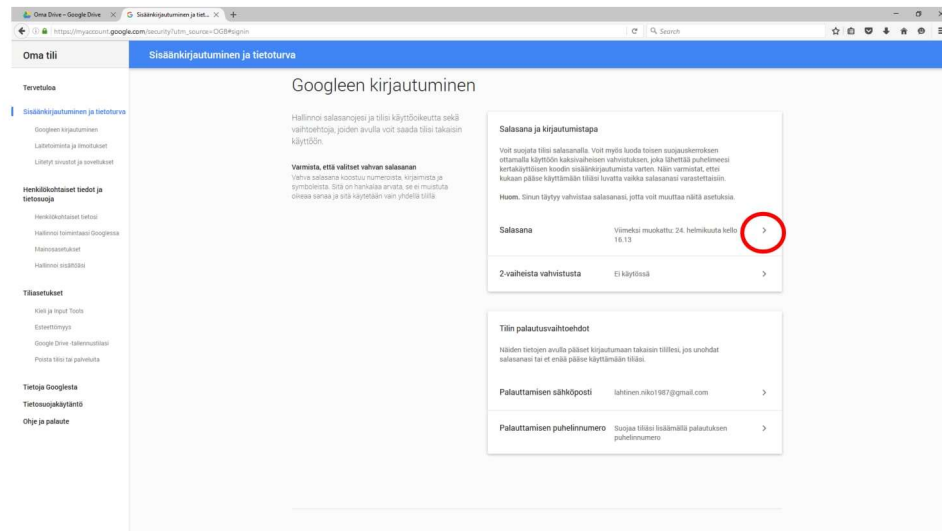 Oma Drive – Google Drive
Sisäänkirjautuminen ja tiet...
https://myaccount.google.com/security?utm_source=OGB#signin
Search
Oma tili
Sisäänkirjautuminen ja tietoturva
Tervetuloa
Sisäänkirjautuminen ja tietoturva
Googleen kirjautuminen
Laitetoiminta ja ilmoitukset
Liitetyt sivustot ja sovellukset
Henkilökohtaiset tiedot ja
tietosuoja
Henkilökohtaiset tietosi
Hallinnoi toimintaasi Googlessa
Mainosasetukset
Hallinnoi sisältöäsi
Tiliasetukset
Kieli ja Input Tools
Esteettömyys
Google Drive -tallennustilasi
Poista tilisi tai palveluita
Tietoja Googlesta
Tietosuojakäytäntö
Ohje ja palaute
Googleen kirjautuminen
Hallinnoi salasanojesi ja tilisi käyttöoikeutta sekä
vaihtoehtoja, joiden avulla voit saada tilisi takaisin
käyttöön.
Varmista, että valitset vahvan salasanan
Vahva salasana koostuu numeroista, kirjaimista ja
symboleista. Sitä on hankalaa arvata, se ei muistuta
oikeaa sanaa ja sitä käytetään vain yhdellä tilillä.
Salasana ja kirjautumistapa
Voit suojata tilisi salasanalla. Voit myös luoda toisen suojauskerroksen
ottamalla käyttöön kaksivaiheisen vahvistuksen, joka lähettää puhelimeesi
kertakäyttöisen koodin sisäänkirjautumista varten. Näin varmistat, ettei
kukaan pääse käyttämään tiliäsi luvatta vaikka salasanasi varastettaisiin.
Huom. Sinun täytyy vahvistaa salasanasi, jotta voit muuttaa näitä asetuksia.
Salasana
Viimeksi muokattu: 24. helmikuuta kello
16.13
2-vaiheista vahvistusta
Ei käytössä
Tilin palautusvaihtoehdot
Näiden tietojen avulla pääset kirjautumaan takaisin tilillesi, jos unohdat
salasanasi tai et enää pääse käyttämään tiliäsi.
Palauttamisen sähköposti
lahtinen.niko1987@gmail.com
Palauttamisen puhelinnumero
Suojaa tiliäsi lisäämällä palautuksen
puhelinnumero